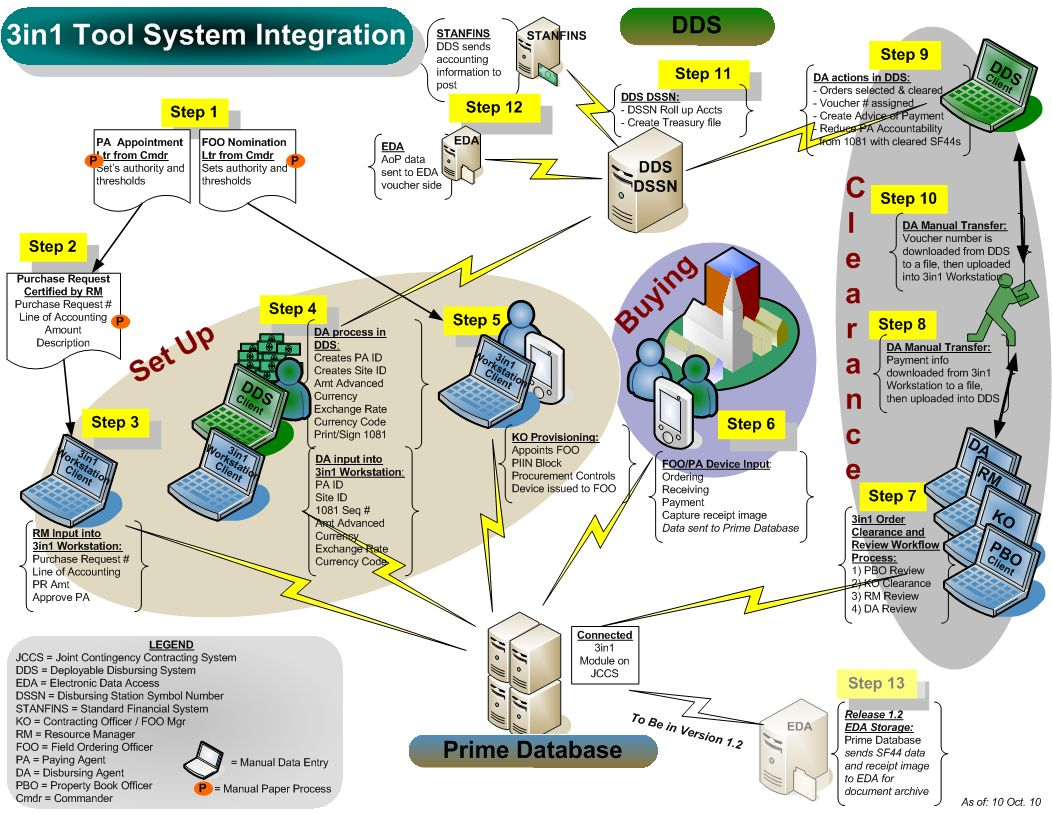 3in1 Tool System Integration
STANFINS
DDS sends
accounting
information to
post
STANFINS
DDS
Step 9
DDS
Client
DA actions in DDS:
- Orders selected & cleared
- Voucher # assigned
- Create Advice of Payment
- Reduce PA Accountability
from 1081 with cleared SF44s
Step 11
DDS DSSN:
- DSSN Roll up Accts
- Create Treasury file
Step 12
EDA
AoP data
sent to EDA
voucher side
EDA
DDS
DSSN
Step 1
PA Appointment
Ltr from Cmdr
Set's authority and
thresholds
P
FOO Nomination
Ltr from Cmdr
Sets authority and
thresholds
P
Step 2
Purchase Request
Certified by RM
Purchase Request #
Line of Accounting
Amount
Description
P
Set Up
Step 3
3in1
Workstation
Client
RM Input into
3in1 Workstation:
Purchase Request #
Line of Accounting
PR Amt
Approve PA
Step 4
DDS
Client
3in1
Workstation
Client
DA process in
DDS:
Creates PA ID
Creates Site ID
Amt Advanced
Currency
Exchange Rate
Currency Code
Print/Sign 1081
DA input into
3in1 Workstation:
PA ID
Site ID
1081 Seq #
Amt Advanced
Currency
Exchange Rate
Currency Code
Step 5
3in1
Workstation
Client
KO Provisioning:
Appoints FOO
PIIN Block
Procurement Controls
Device issued to FOO
Buying
Step 6
FOO/PA Device Input:
Ordering
Receiving
Payment
Capture receipt image
Data sent to Prime Database
Clearance
Step 10
DA Manual Transfer:
Voucher number is
downloaded from DDS
to a file, then uploaded
into 3in1 Workstation
Step 8
DA Manual Transfer:
Payment info
downloaded from 3in1
Workstation to a file,
then uploaded into DDS
Step 7
3in1 Order
Clearance and
Review Workflow
Process:
1) PBO Review
2) KO Clearance
3) RM Review
4) DA Review
DA
RM
KO
PBO
Client
Connected
3in1
Module on
JCCS
Prime Database
To Be in Version 1.2
EDA
Step 13
Release 1.2
EDA Storage:
Prime Database
sends SF44 data
and receipt image
to EDA for
document archive
As of: 10 Oct. 10
LEGEND
JCCS = Joint Contingency Contracting System
DDS = Deployable Disbursing System
EDA = Electronic Data Access
DSSN = Disbursing Station Symbol Number
STANFINS = Standard Financial System
KO = Contracting Officer / FOO Mgr
RM = Resource Manager
FOO = Field Ordering Officer
PA = Paying Agent
DA = Disbursing Agent
PBO = Property Book Officer
Cmdr = Commander
= Manual Data Entry
P = Manual Paper Process